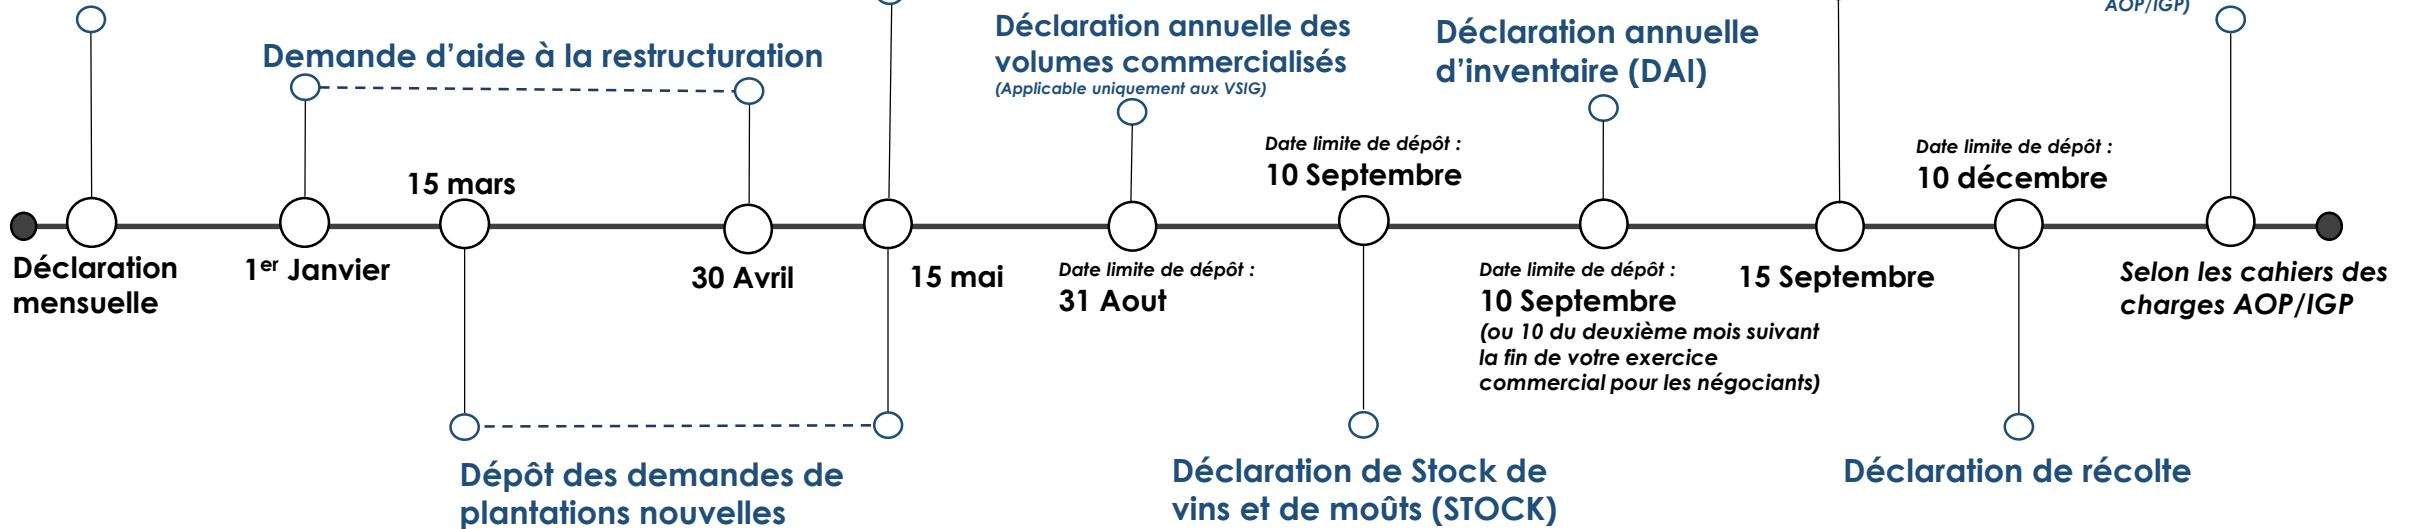 AOP/IGP)
Déclaration annuelle des
volumes commercialisés
(Applicable uniquement aux VSIG)
Déclaration annuelle
d’inventaire (DAI)
Demande d’aide à la restructuration
Date limite de dépôt :
10 Septembre
Date limite de dépôt :
10 décembre
15 mars
Déclaration
mensuelle
1er Janvier
30 Avril
15 mai
Date limite de dépôt :
31 Aout
Date limite de dépôt :
10 Septembre
(ou 10 du deuxième mois suivant
la fin de votre exercice
commercial pour les négociants)
15 Septembre
Selon les cahiers des
charges AOP/IGP
Dépôt des demandes de
plantations nouvelles
Déclaration de Stock de
vins et de moûts (STOCK)
Déclaration de récolte